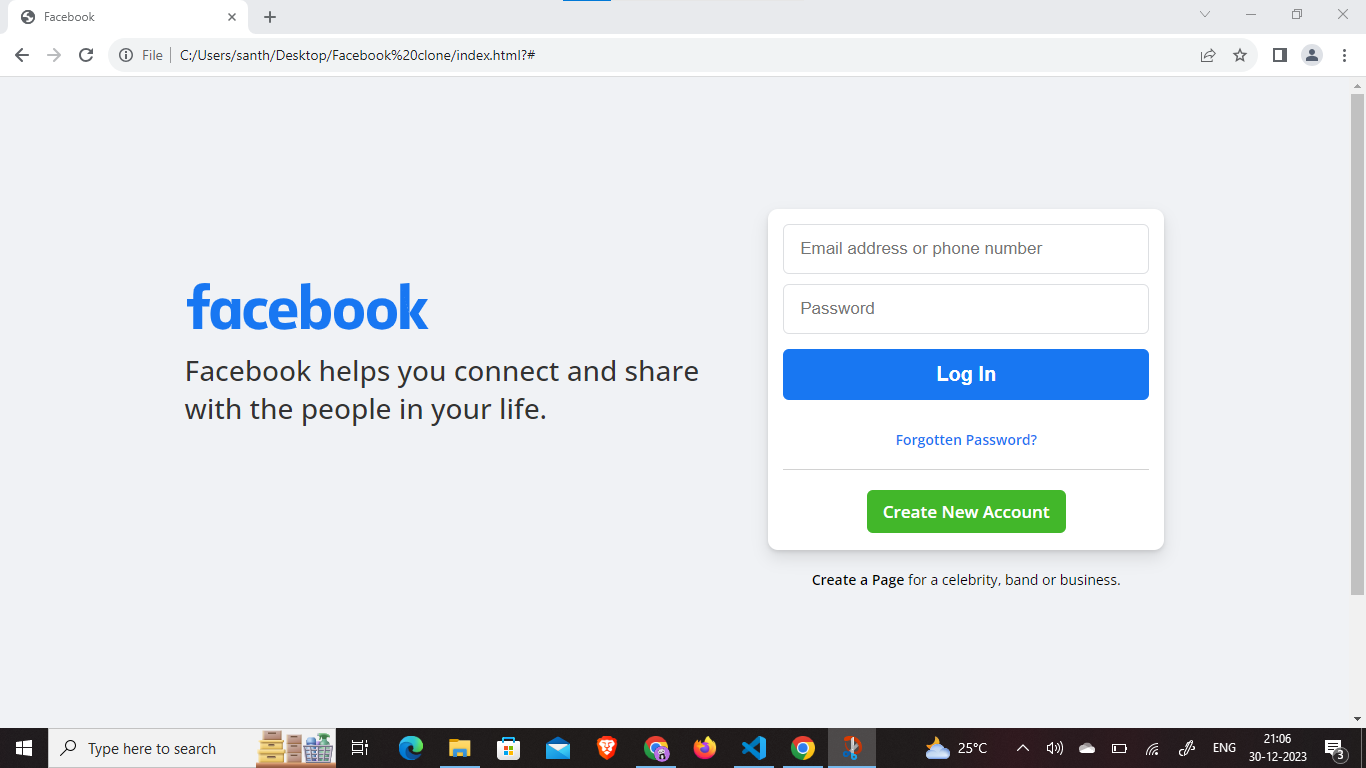 Facebook
File
C:/Users/santh/Desktop/Facebook%20clone/index.html?#
facebook
Facebook helps you connect and share
with the people in your life.
Email address or phone number
Password
Log In
Forgotten Password?
Create New Account
Create a Page for a celebrity, band or business.
Type here to search
25°C
ENG
21:06
30-12-2023
3